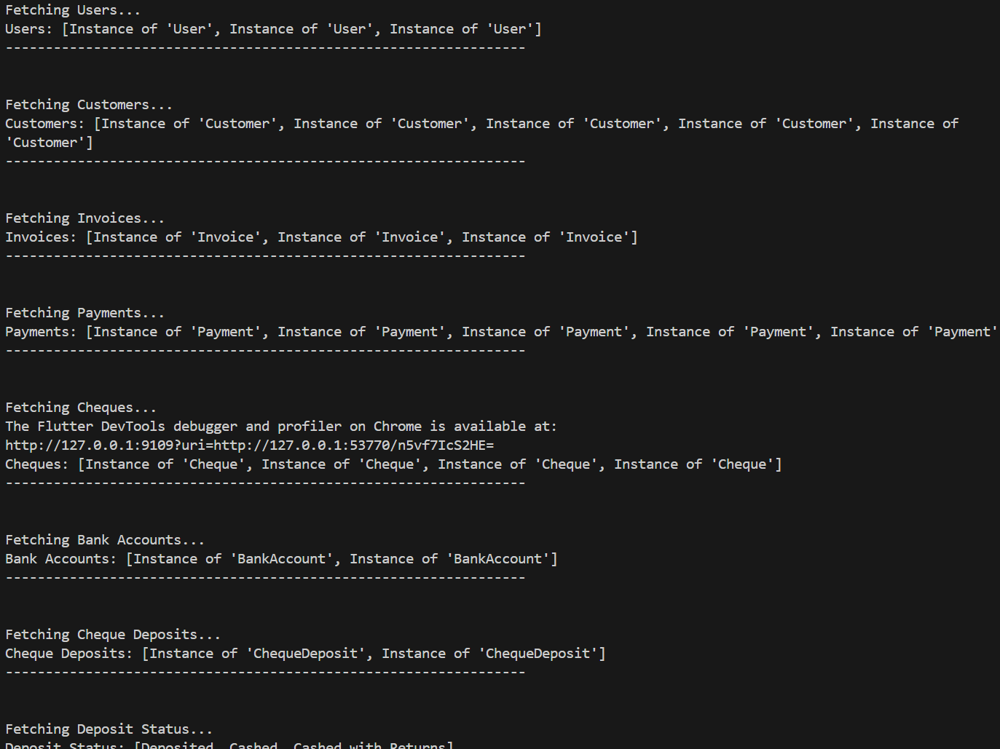 Fetching Users...
Users: [Instance of 'User', Instance of 'User', Instance of 'User']
-----------------------------------------------------------------
Fetching Customers...
Customers: [Instance of 'Customer', Instance of 'Customer', Instance of 'Customer', Instance of 'Customer', Instance of
'Customer']
-----------------------------------------------------------------
Fetching Invoices...
Invoices: [Instance of 'Invoice', Instance of 'Invoice', Instance of 'Invoice']
-----------------------------------------------------------------
Fetching Payments...
Payments: [Instance of 'Payment', Instance of 'Payment', Instance of 'Payment', Instance of 'Payment', Instance of 'Payment'
-----------------------------------------------------------------
Fetching Cheques...
The Flutter DevTools debugger and profiler on Chrome is available at:
http://127.0.0.1:9109?uri=http://127.0.0.1:53770/n5vf7IcS2HE=
Cheques: [Instance of 'Cheque', Instance of 'Cheque', Instance of 'Cheque', Instance of 'Cheque']
-----------------------------------------------------------------
Fetching Bank Accounts...
Bank Accounts: [Instance of 'BankAccount', Instance of 'BankAccount']
-----------------------------------------------------------------
Fetching Cheque Deposits...
Cheque Deposits: [Instance of 'ChequeDeposit', Instance of 'ChequeDeposit']
-----------------------------------------------------------------
Fetching Deposit Status...
Deposit Status: [Deposited, Cashed, Cashed with Returns]